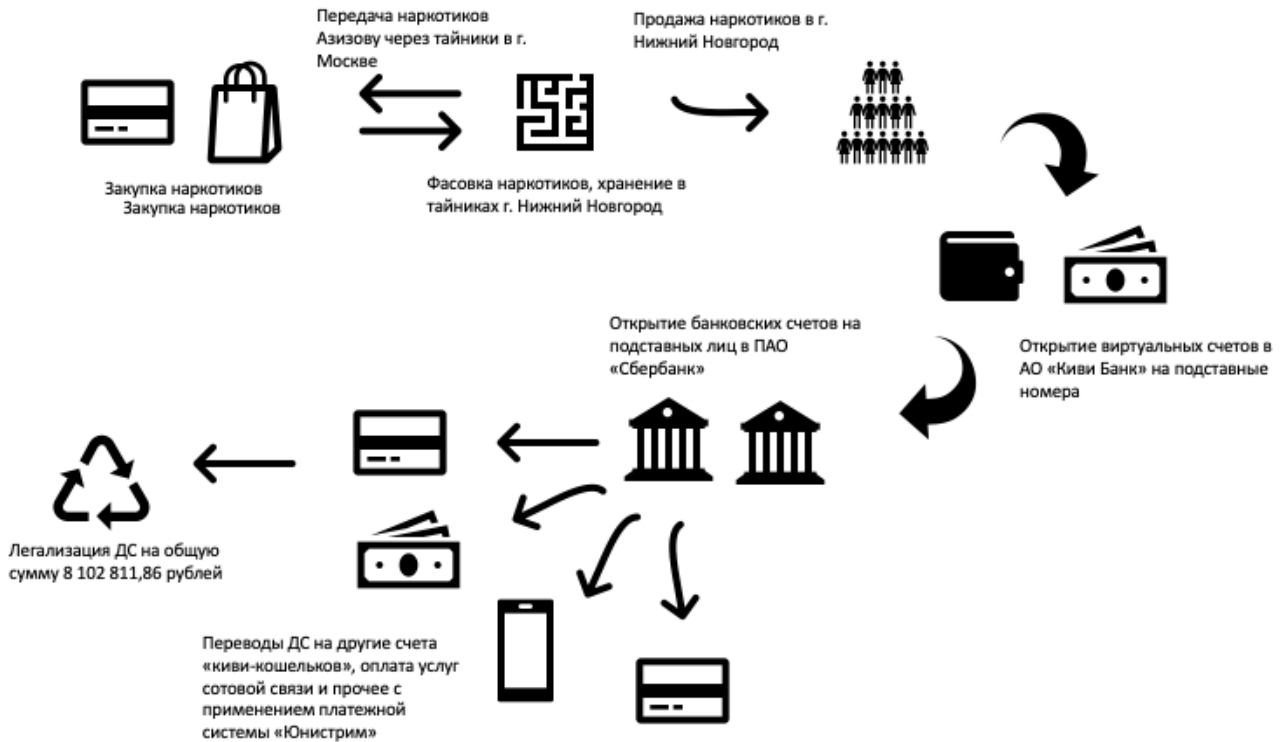 Передача наркотиков
Азизову через тайники в г.
Москве
Продажа наркотиков в г.
Нижний Новгород
Закупка наркотиков
Закупка наркотиков
Фасовка наркотиков, хранение в
тайниках г. Нижний Новгород
Открытие банковских счетов на
подставных лиц в ПАО
«Сбербанк»
Открытие виртуальных счетов в
АО «Киви Банк» на подставные
номера
Легализация ДС на общую
сумму 8 102 811,86 рублей
Переводы ДС на другие счета
«киви-кошельков», оплата услуг
сотовой связи и прочее с
применением платежной
системы «Юнистрим»